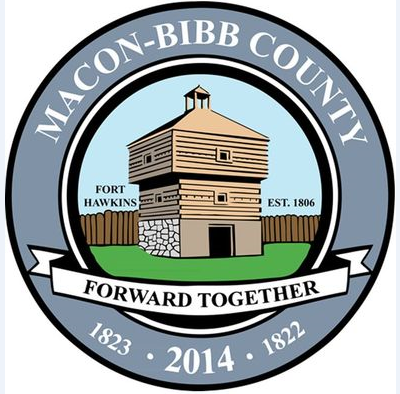 MACON-BIBB COUNTY
FORT
HAWKINS
EST. 1806
FORWARD TOGETHER
1823 · 2014 · 1822